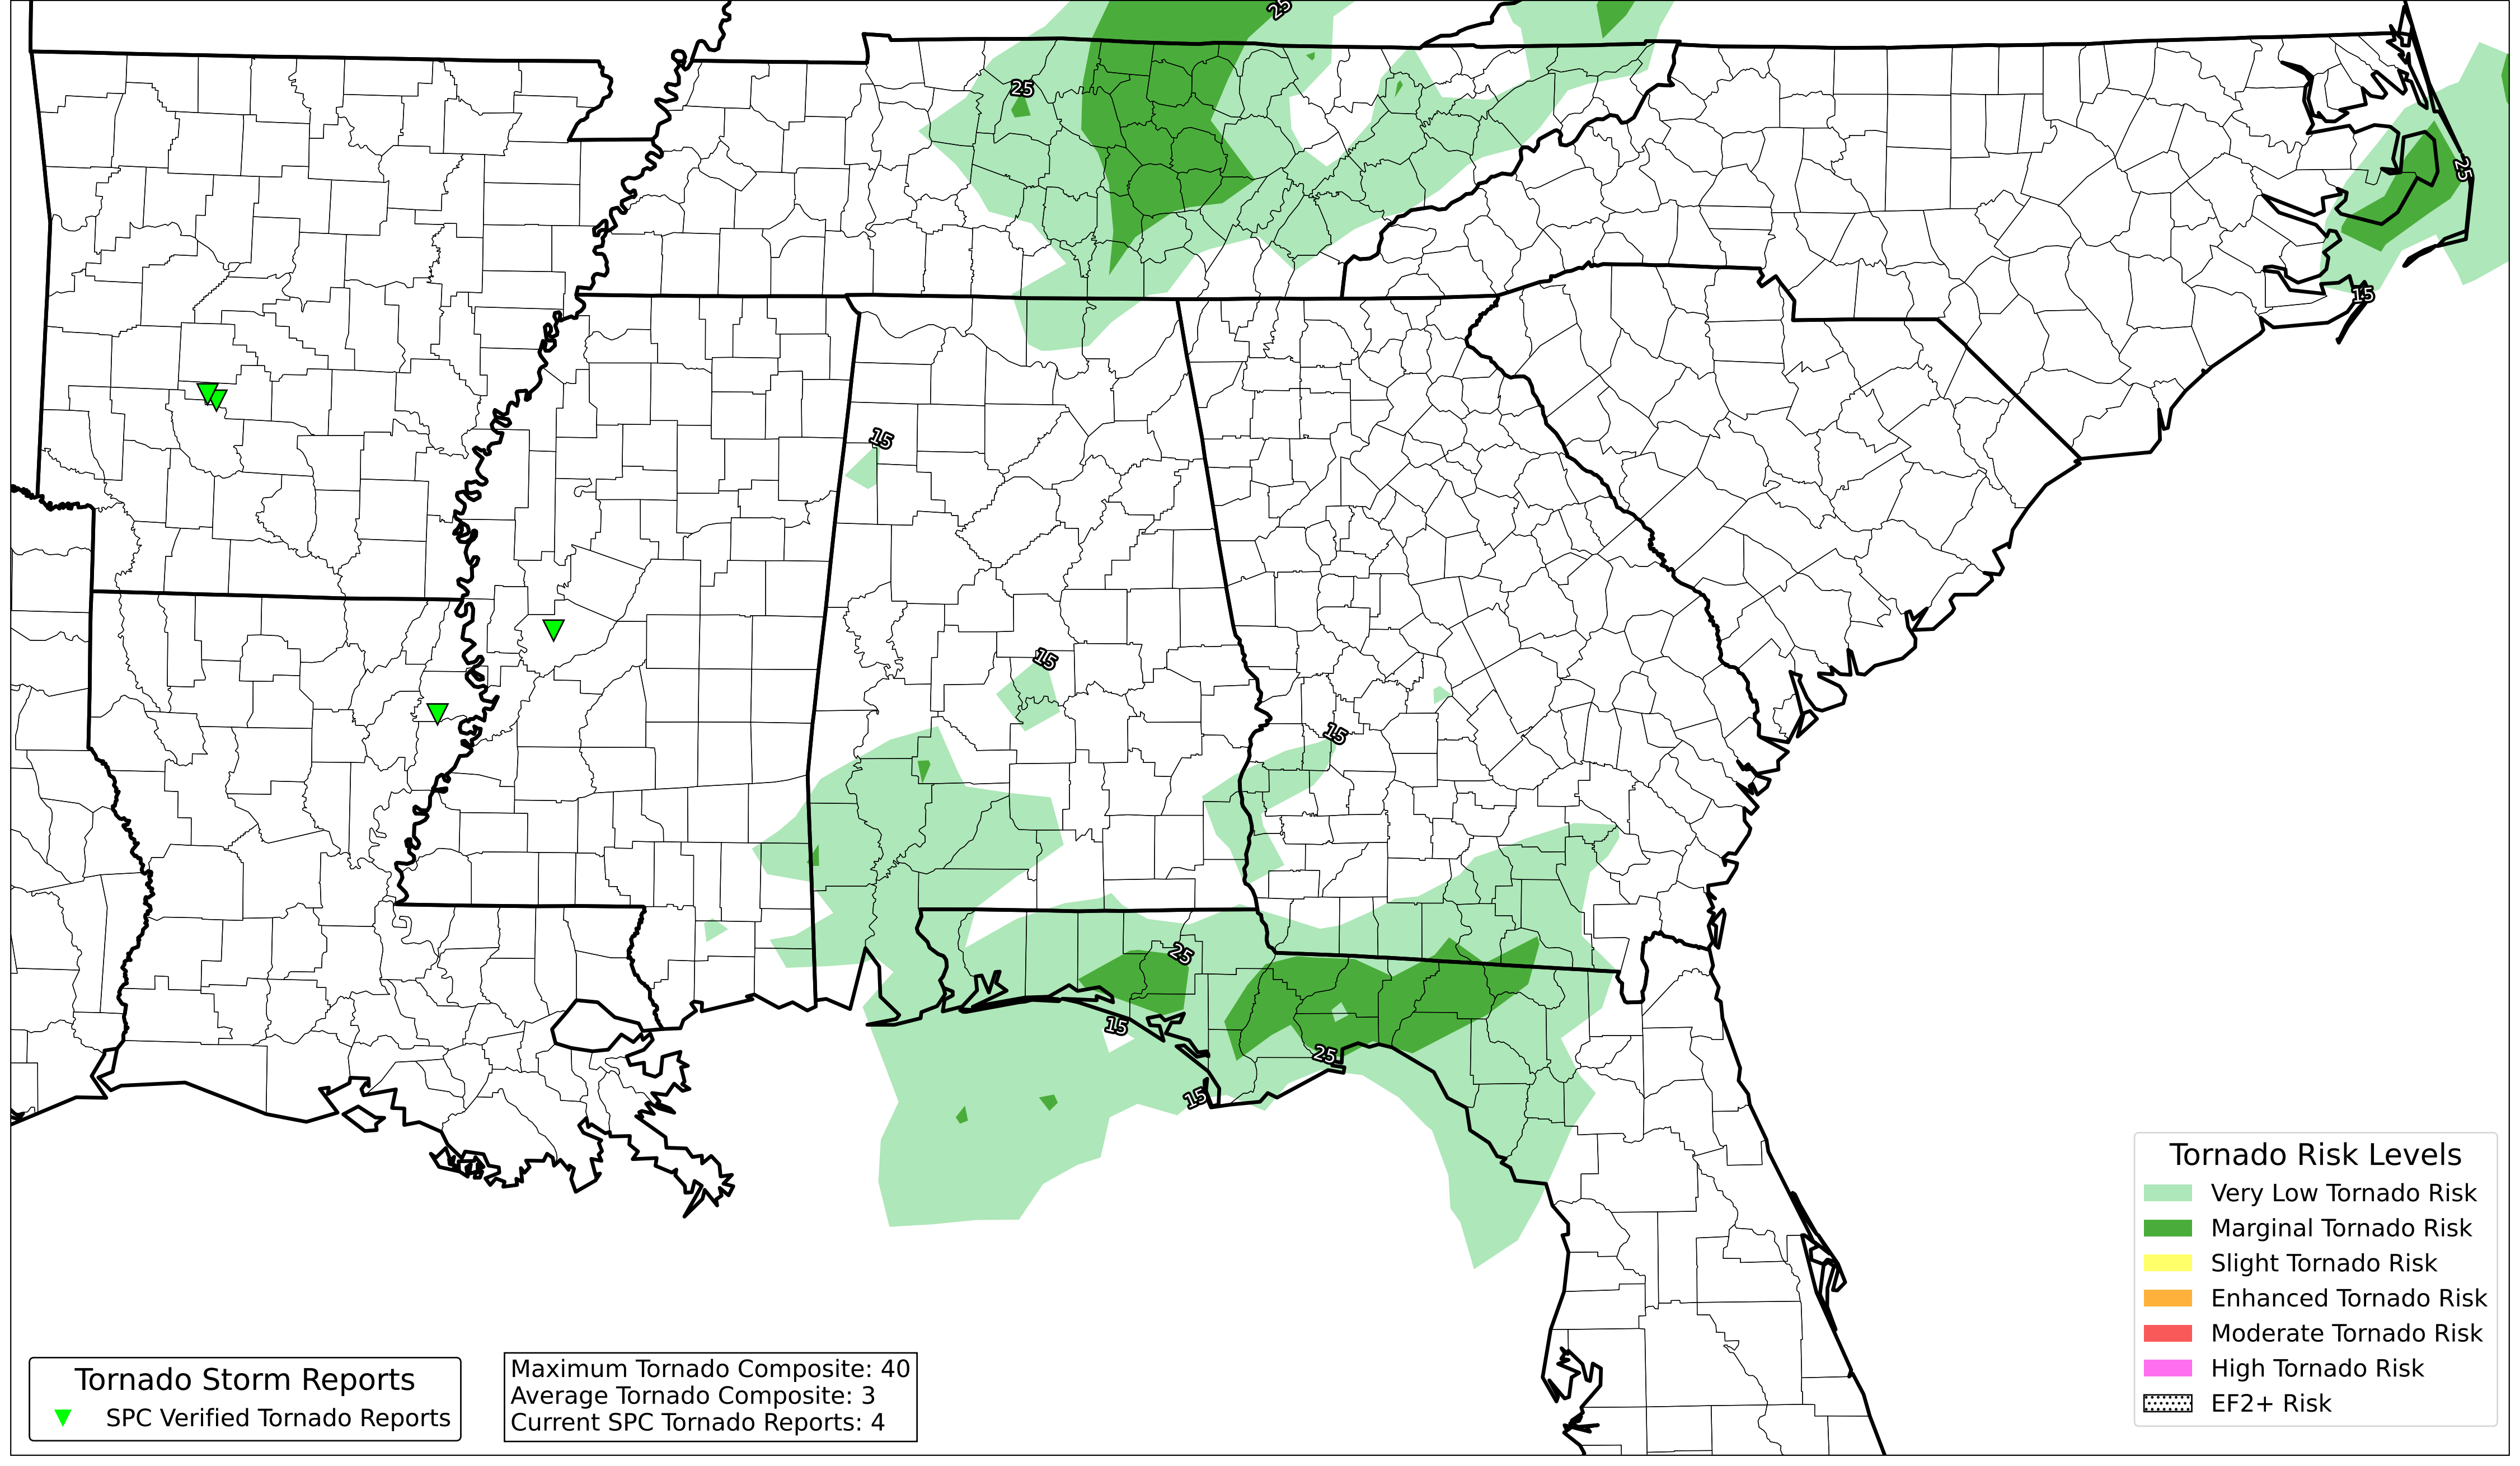 25
25
25
15
15
15
15
25
15
25
15
Tornado Risk Levels
Very Low Tornado Risk
Marginal Tornado Risk
Slight Tornado Risk
Enhanced Tornado Risk
Moderate Tornado Risk
High Tornado Risk
EF2+ Risk
Tornado Storm Reports
SPC Verified Tornado Reports
Maximum Tornado Composite: 40
Average Tornado Composite: 3
Current SPC Tornado Reports: 4